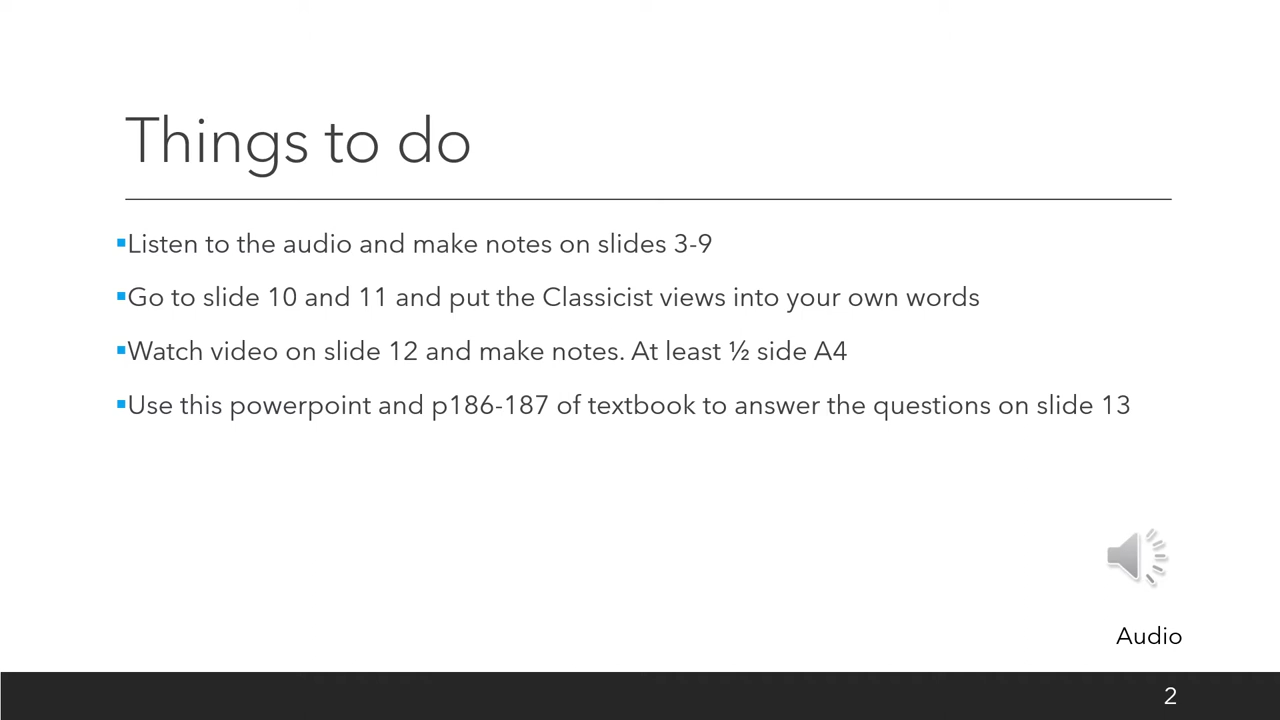 Things to do
▪Listen to the audio and make notes on slides 3-9
▪Go to slide 10 and 11 and put the Classicist views into your own words
▪Watch video on slide 12 and make notes. At least ½ side A4
▪Use this powerpoint and p186-187 of textbook to answer the questions on slide 13
Audio
2